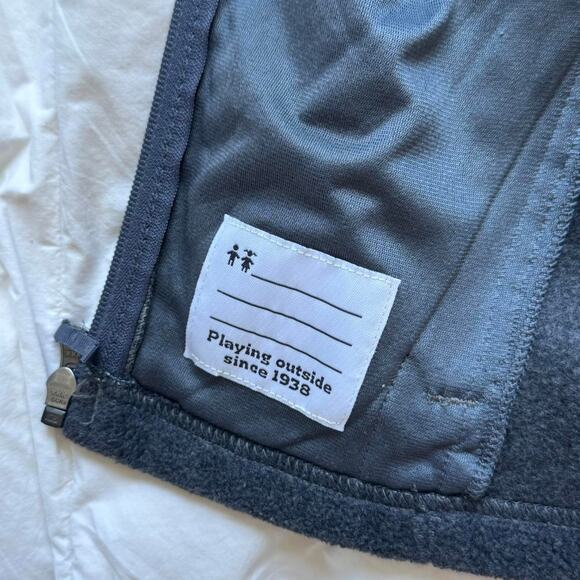 Playing outside
since 1938